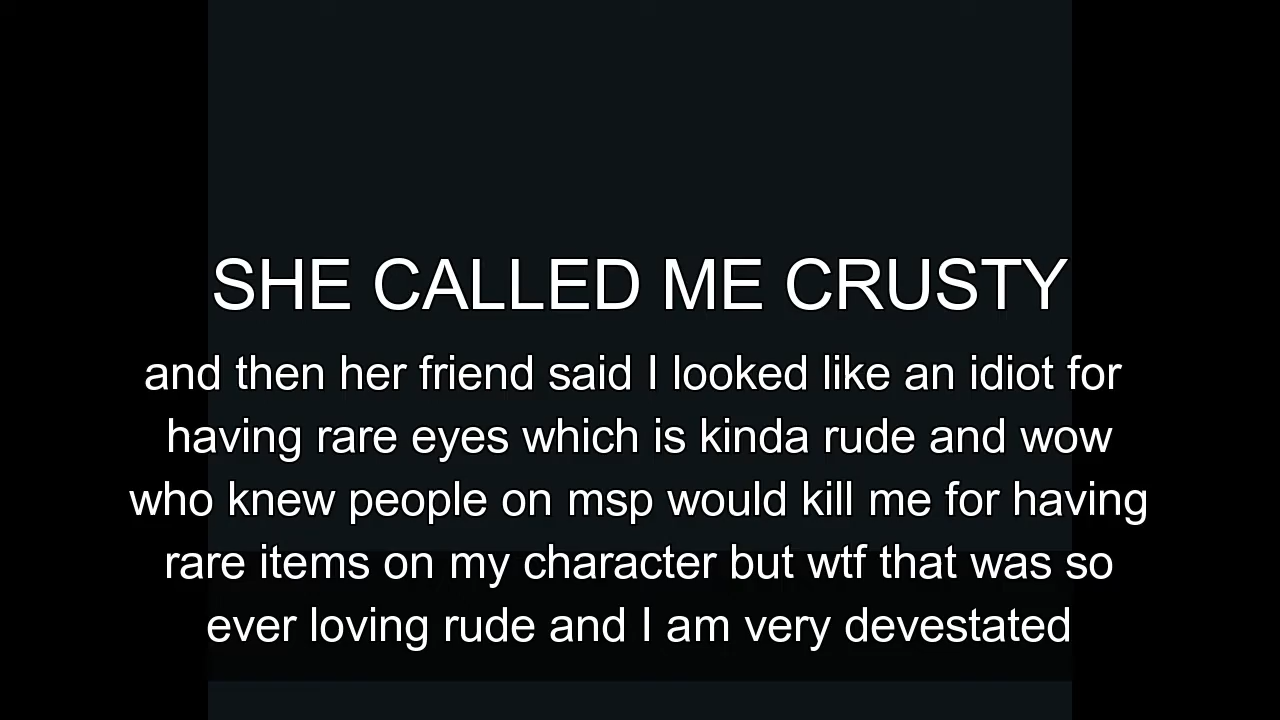 SHE CALLED ME CRUSTY
and then her friend said I looked like an idiot for
having rare eyes which is kinda rude and wow
who knew people on msp would kill me for having
rare items on my character but wtf that was so
ever loving rude and I am very devestated